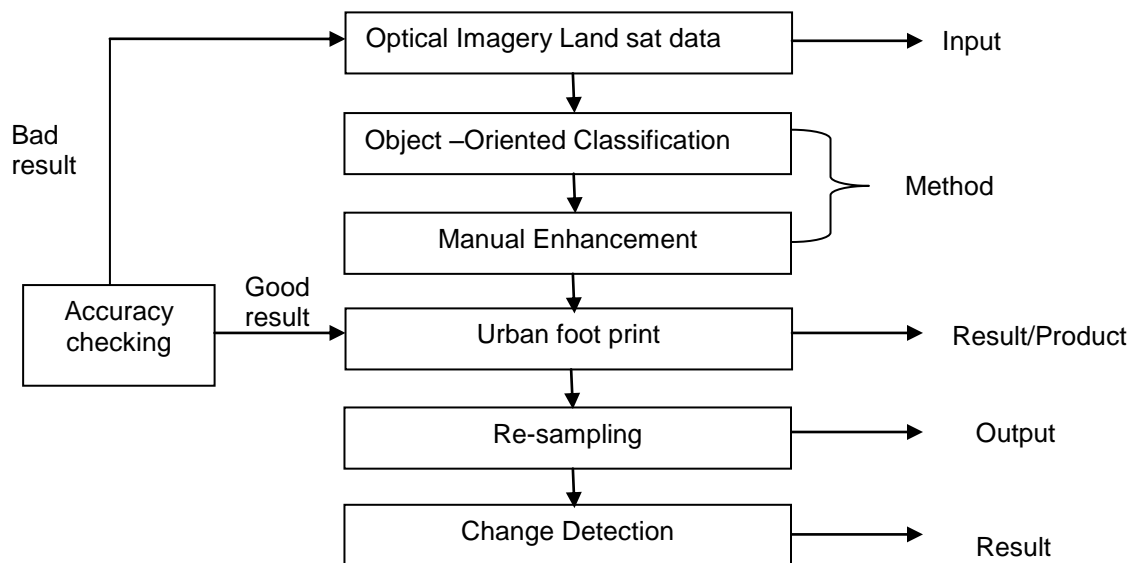 Optical Imagery Land sat data
Input
Bad
result
Object –Oriented Classification
Method
Manual Enhancement
Good
result
Accuracy
checking
Urban foot print
Result/Product
Re-sampling
Output
Change Detection
Result